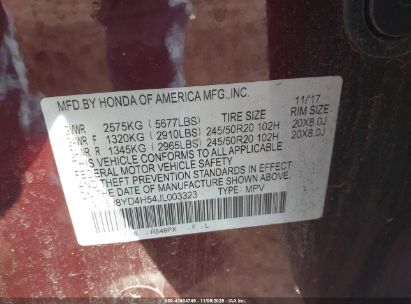 MFD.BY HONDA OF AMERICA MFG.,INC. 11/17
TIRE SIZE RIM SIZE
GVWR 2575KG (5677LBS)
GAWR F 1320KG (2910LBS) 245/50R20 102H 20X8.0J
GAWR R 1345KG (2965LBS) 245/50R20 102H 20X8.0J
THIS VEHICLE CONFORMS TO ALL APPLICABLE
FEDERAL MOTOR VEHICLE SAFETY AND
THEFT PREVENTION STANDARDS IN EFFECT ON THE
DATE OF MANUFACTURE SHOWN ABOVE.
5J8YD4H54JL003323 TYPE: MPV
R548PX - F - L